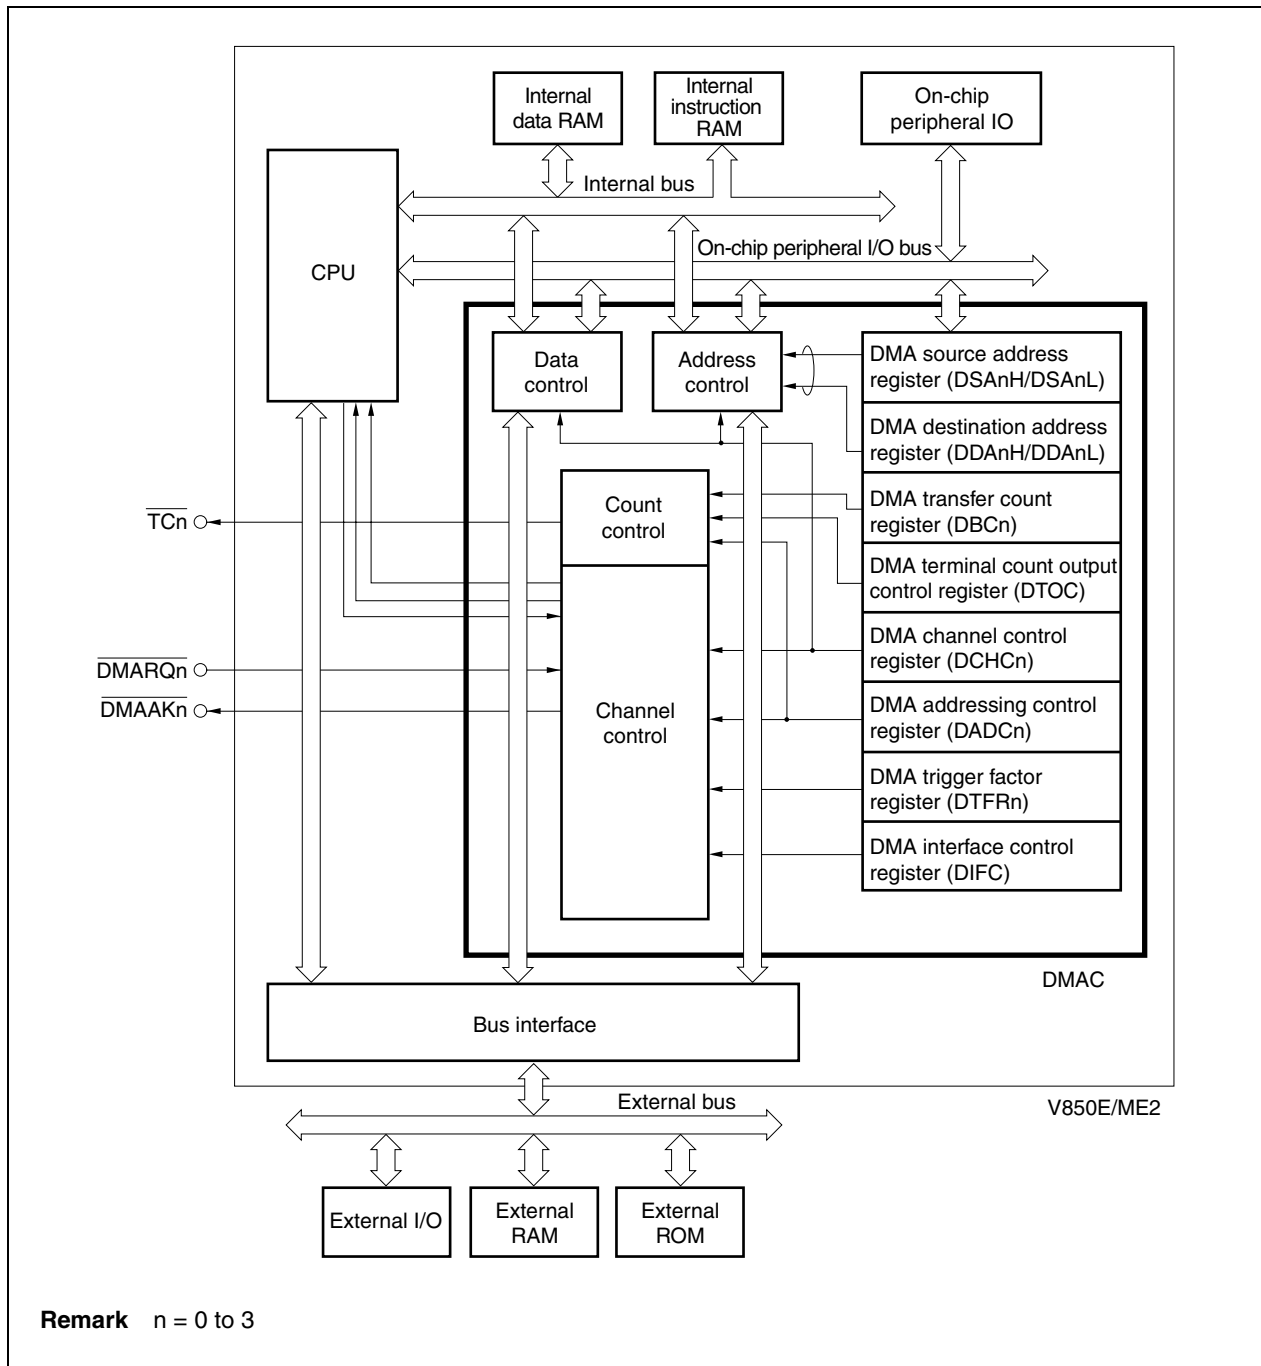 Internal
data RAM
Internal
instruction
RAM
On-chip
peripheral IO
Internal bus
On-chip peripheral I/O bus
CPU
Data
control
Address
control
DMA source address
register (DSAnH/DSAnL)
DMA destination address
register (DDAnH/DDAnL)
Count
control
DMA transfer count
register (DBCn)
TCn
DMA terminal count output
control register (DTOC)
DMA channel control
register (DCHCn)
DMARQn
DMAAKn
Channel
control
DMA addressing control
register (DADCn)
DMA trigger factor
register (DTFRn)
DMA interface control
register (DIFC)
DMAC
Bus interface
External bus
V850E/ME2
External I/O
External
RAM
External
ROM
Remark n = 0 to 3